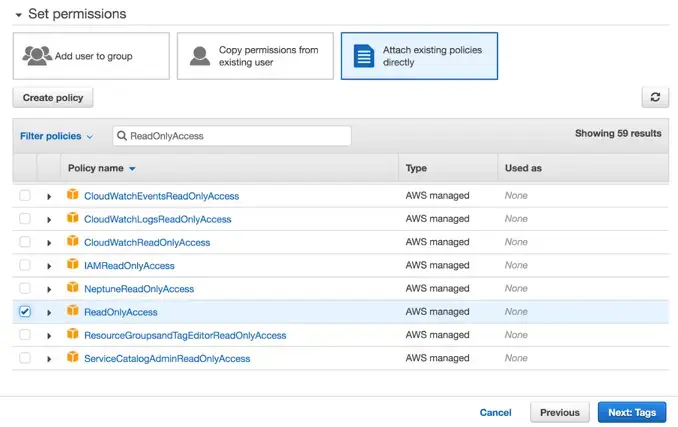 Set permissions
Add user to group
Copy permissions from
existing user
Attach existing policies
directly
Create policy
Filter policies
ReadOnlyAccess
Showing 59 results
Policy name Type Used as
CloudWatchEventsReadOnlyAccess AWS managed None
CloudWatchLogsReadOnlyAccess AWS managed None
CloudWatchReadOnlyAccess AWS managed None
IAMReadOnlyAccess AWS managed None
NeptuneReadOnlyAccess AWS managed None
ReadOnlyAccess AWS managed None
ResourceGroupsandTagEditorReadOnlyAccess AWS managed None
ServiceCatalogAdminReadOnlyAccess AWS managed None
Cancel Previous Next: Tags